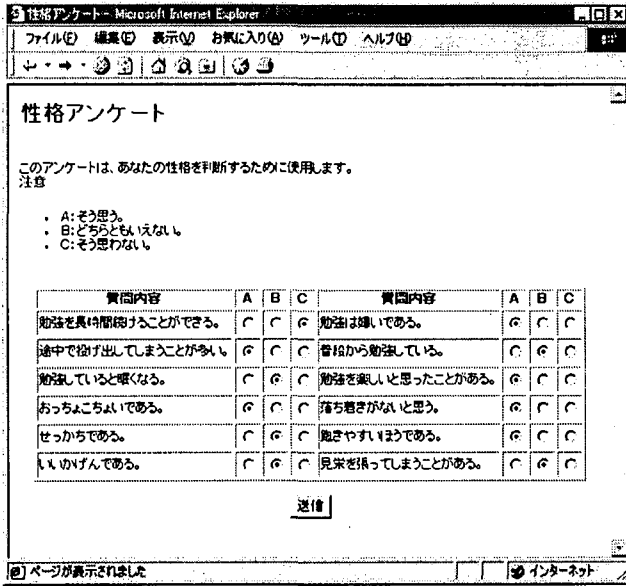 性格アンケート - Microsoft Internet Explorer
ファイル(F) 編集(E) 表示(V) お気に入り(A) ツール(T) ヘルプ(H)
性格アンケート
このアンケートは、あなたの性格を判断するために使用します。
注意
・ A:そう思う。
・ B:どちらともいえない。
・ C:そう思わない。
質問内容 A B C 質問内容 A B C
勉強を長時間続けることができる。 勉強は嫌いである。
途中で投げ出してしまうことが多い。 普段から勉強している。
勉強していると眠くなる。 勉強を楽しいと思ったことがある。
おっちょこちょいである。 落ち着きがないと思う。
せっかちである。 飽きやすいほうである。
いいかげんである。 見栄を張ってしまうことがある。
送信
ページが表示されました インターネット